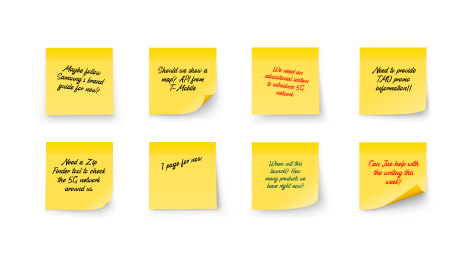 Maybe follow
Samsung's brand
guide for now?
Should we show a
map? API from
T-Mobile
We need an
educational section
to introduce 5G
network
Need to provide
TMO promo
information!!
Need a Zip
Finder tool to check
the 5G network
around us
1 page for now
When will this
launch? How
many products we
have right now?
Can Jae help with
the writing this
week?